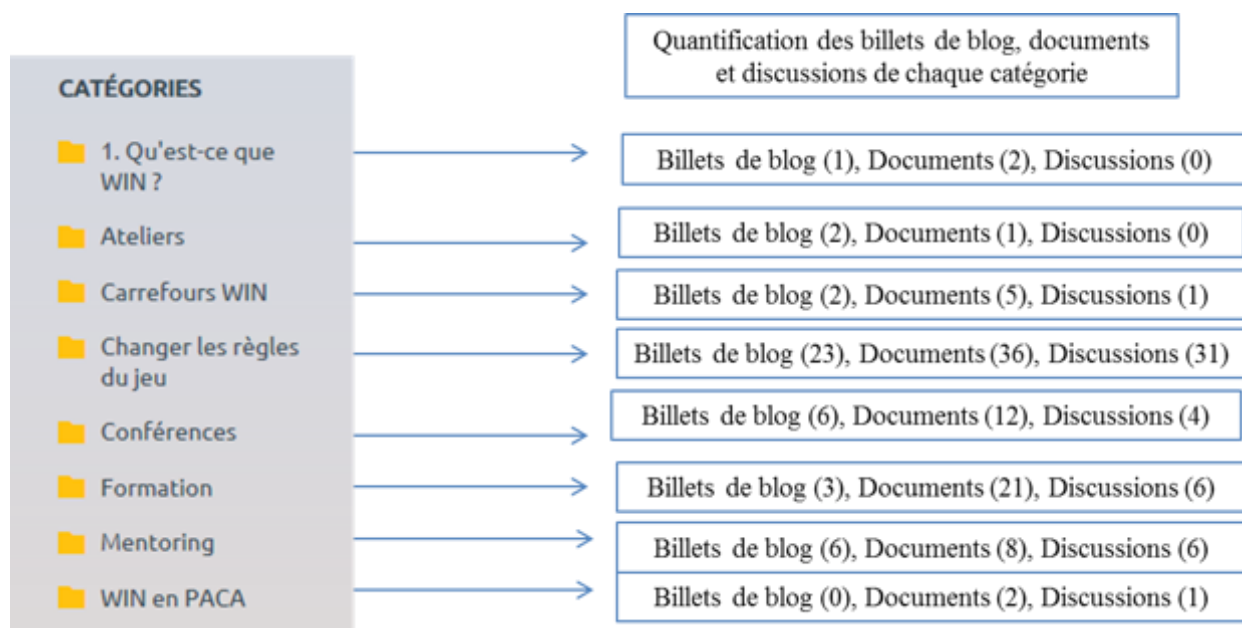 Quantification des billets de blog, documents
et discussions de chaque catégorie
CATÉGORIES
1. Qu'est-ce que
WIN ?
Billets de blog (1), Documents (2), Discussions (0)
Ateliers
Billets de blog (2), Documents (1), Discussions (0)
Carrefours WIN
Billets de blog (2), Documents (5), Discussions (1)
Changer les règles
du jeu
Billets de blog (23), Documents (36), Discussions (31)
Conférences
Billets de blog (6), Documents (12), Discussions (4)
Formation
Billets de blog (3), Documents (21), Discussions (6)
Mentoring
Billets de blog (6), Documents (8), Discussions (6)
WIN en PACA
Billets de blog (0), Documents (2), Discussions (1)